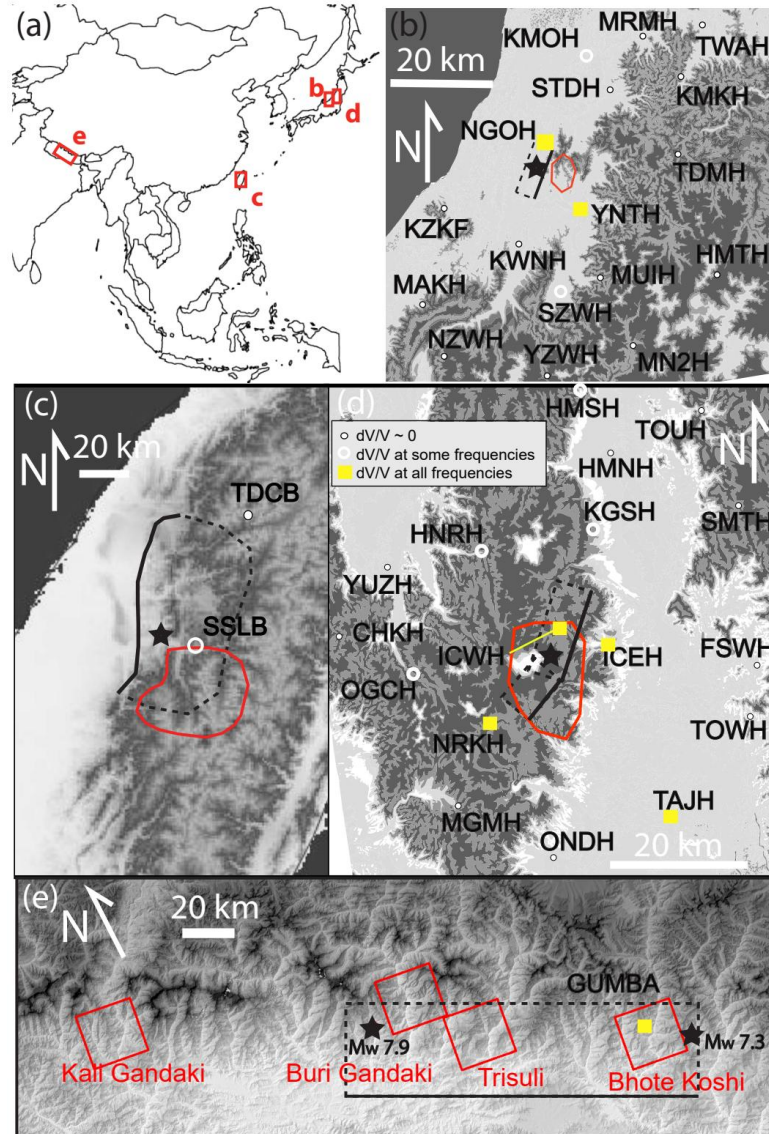 (a)
b
d
e
c
(b)
MRMH
KMOH
TWAH
20 km
STDH
KMKH
N
NGOH
TDMH
YNTH
KZKF
KWNH
HMTH
MUIH
MAKH
SZWH
NZWH
YZWH
MN2H
(c)
N
20 km
TDCB
SSLB
(d)
HMSH
TOUH
N
dV/V ~ 0
dV/V at some frequencies
dV/V at all frequencies
HMNH
KGSH
SMTH
HNRH
YUZH
CHKH
ICWH
ICEH
FSWH
OGCH
TOWH
NRKH
TAJH
MGMH
ONDH
20 km
(e)
N
20 km
GUMBA
Mw 7.9
Mw 7.3
Kali Gandaki
Buri Gandaki
Trisuli
Bhote Koshi